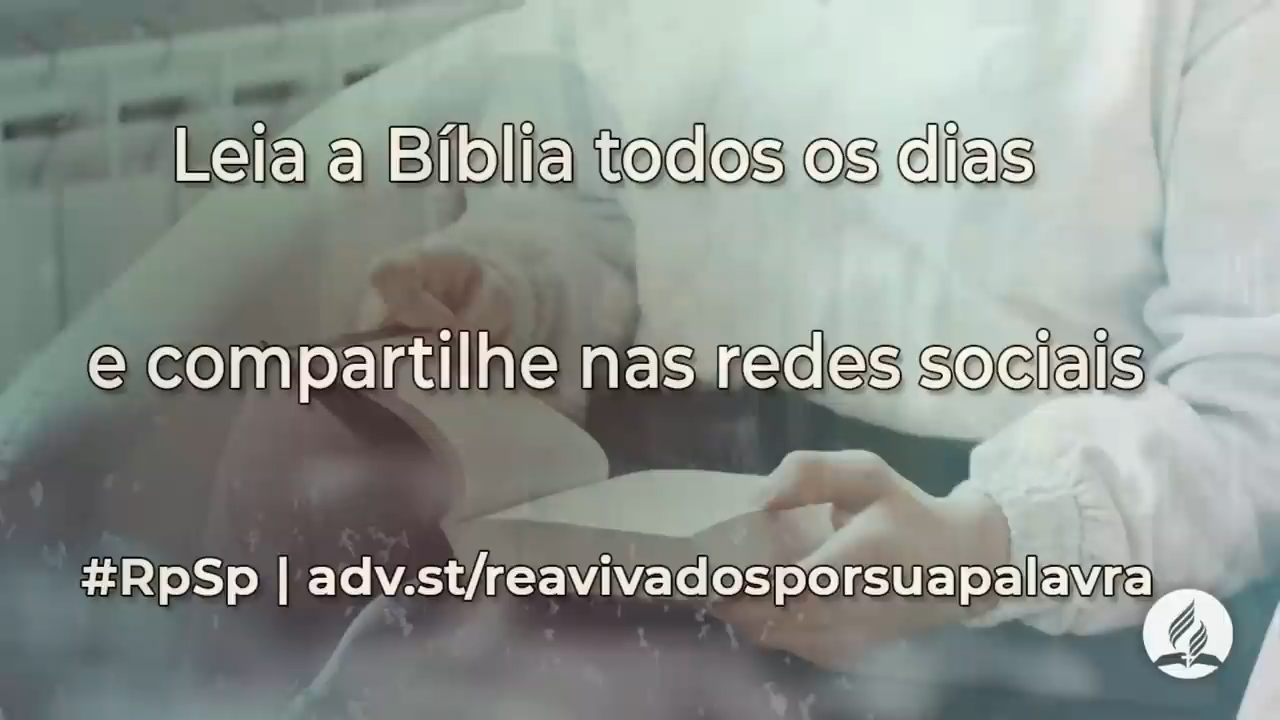 Leia a Bíblia todos os dias
e compartilhe nas redes sociais
#RpSp | adv.st/reavivadosporsuapalavra